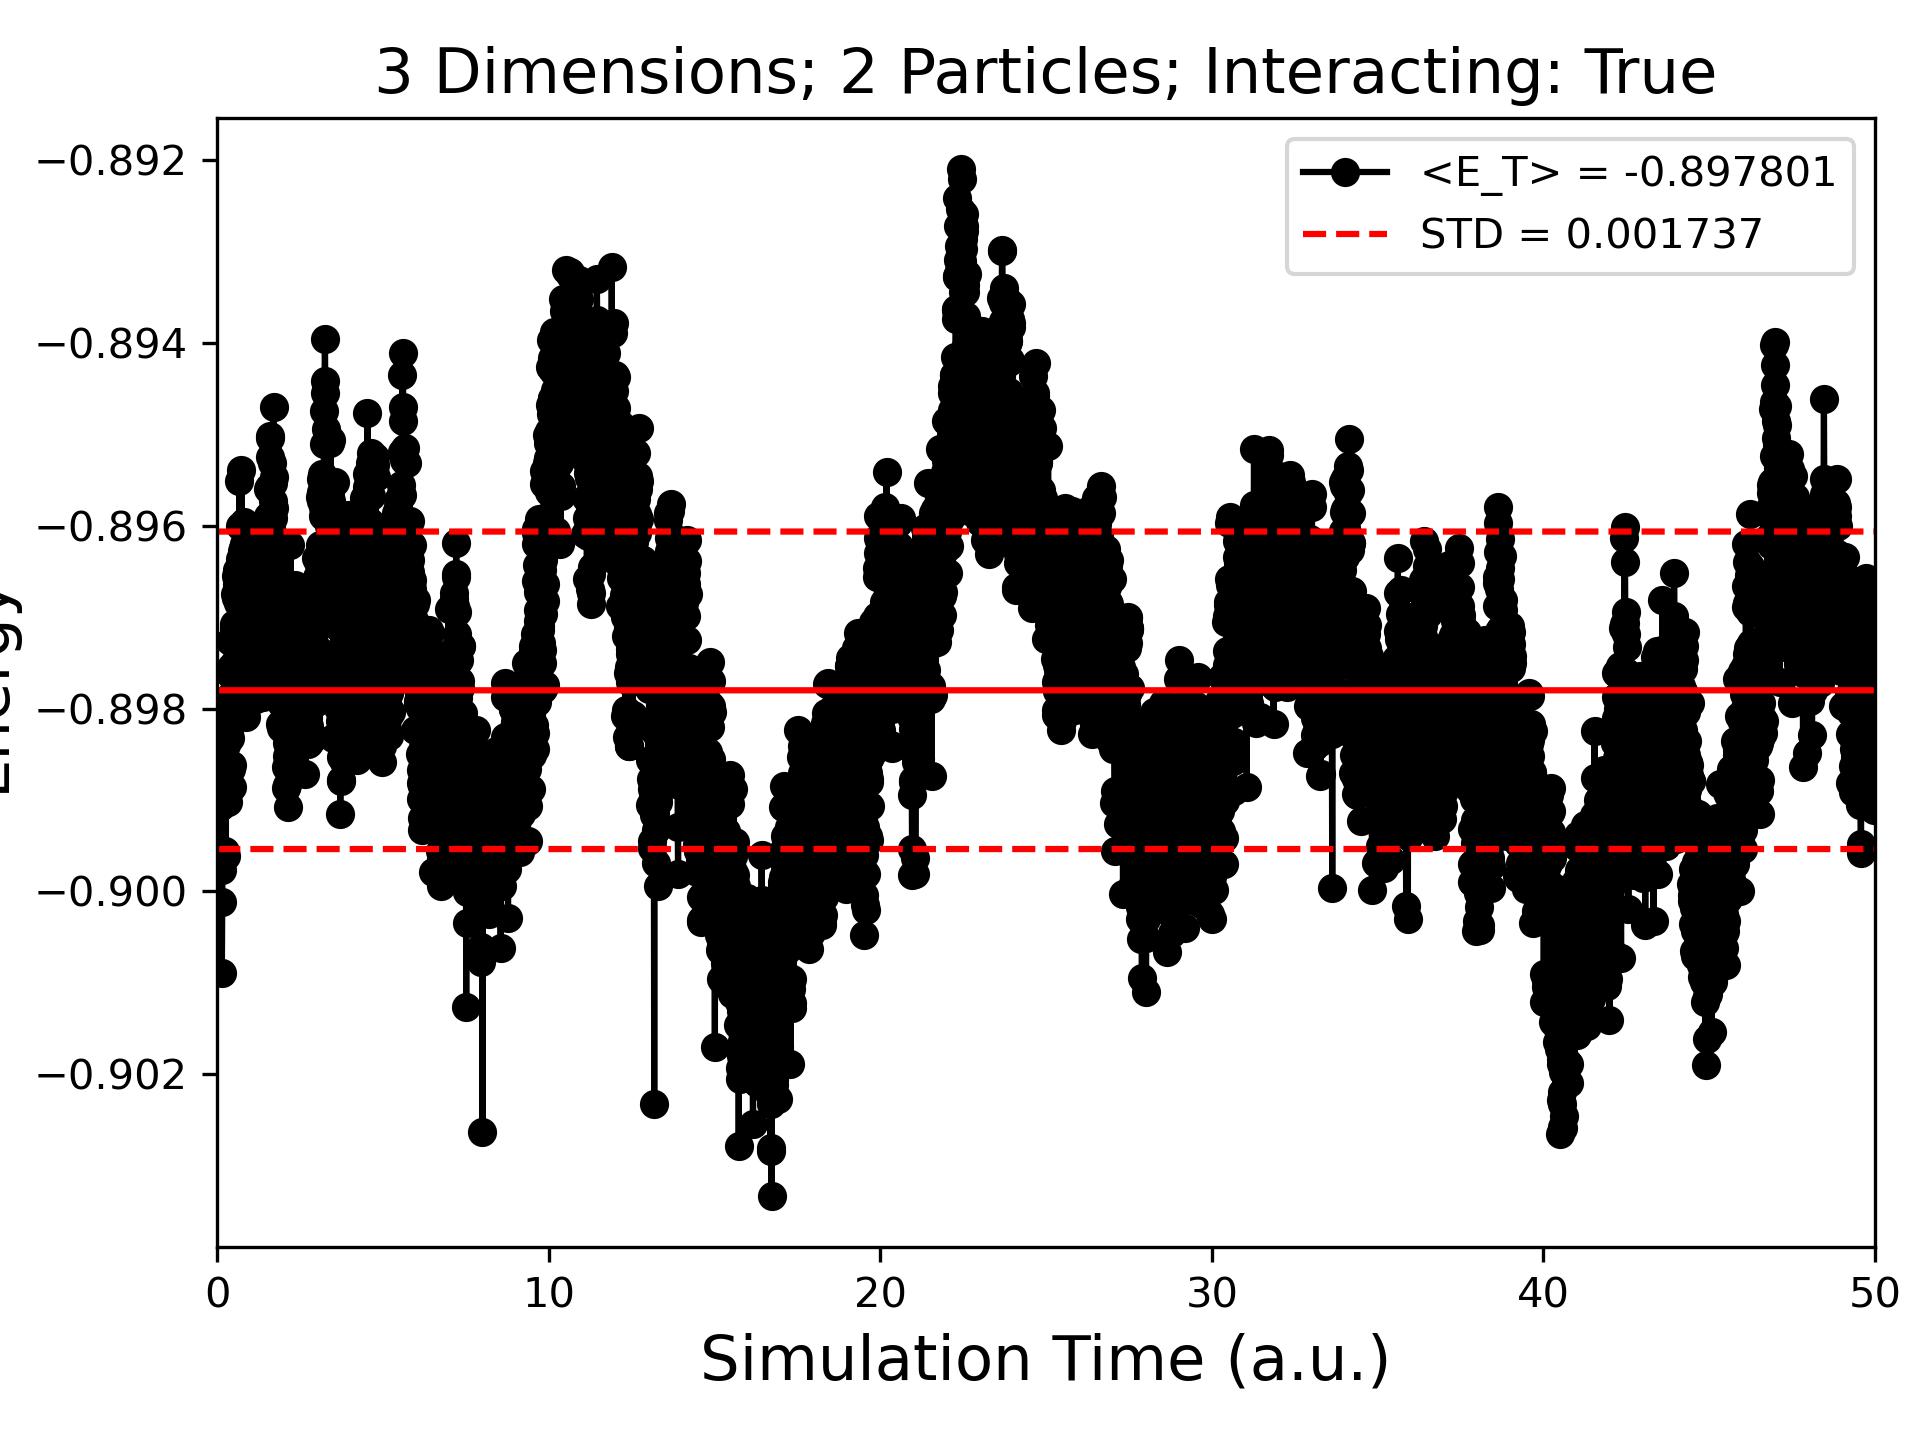 3 Dimensions; 2 Particles; Interacting: True
<E_T> = -0.897801
STD = 0.001737
−0.892
−0.894
−0.896
−0.898
−0.900
−0.902
Energy
0 10 20 30 40 50
Simulation Time (a.u.)